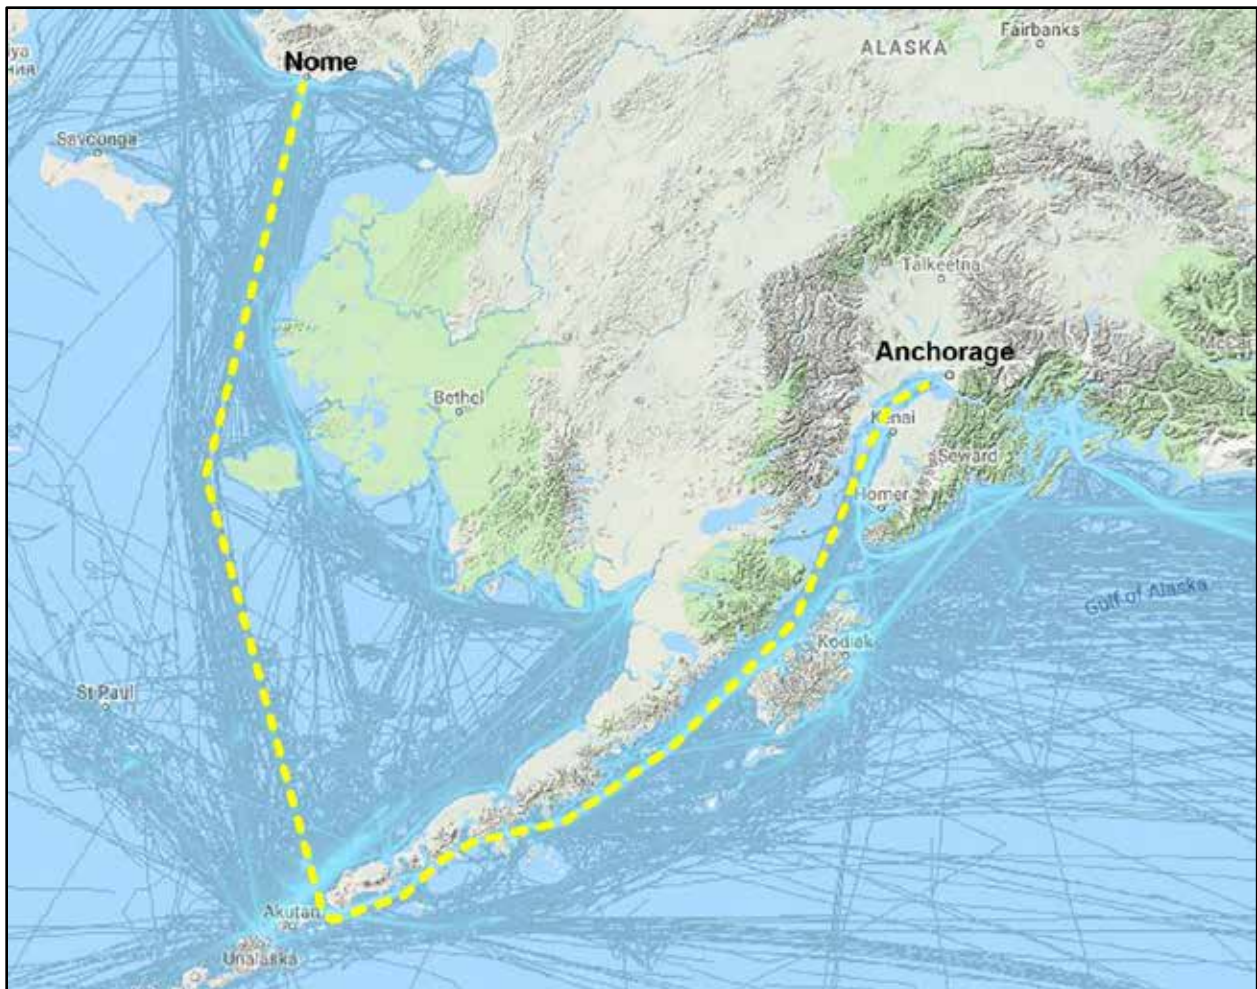 Fairbanks
ALASKA
Nome
Savoonga
Talkeetna
Anchorage
Bethel
Kenai
Seward
Homer
Gulf of Alaska
Kodiak
St Paul
Akutan
Unalaska